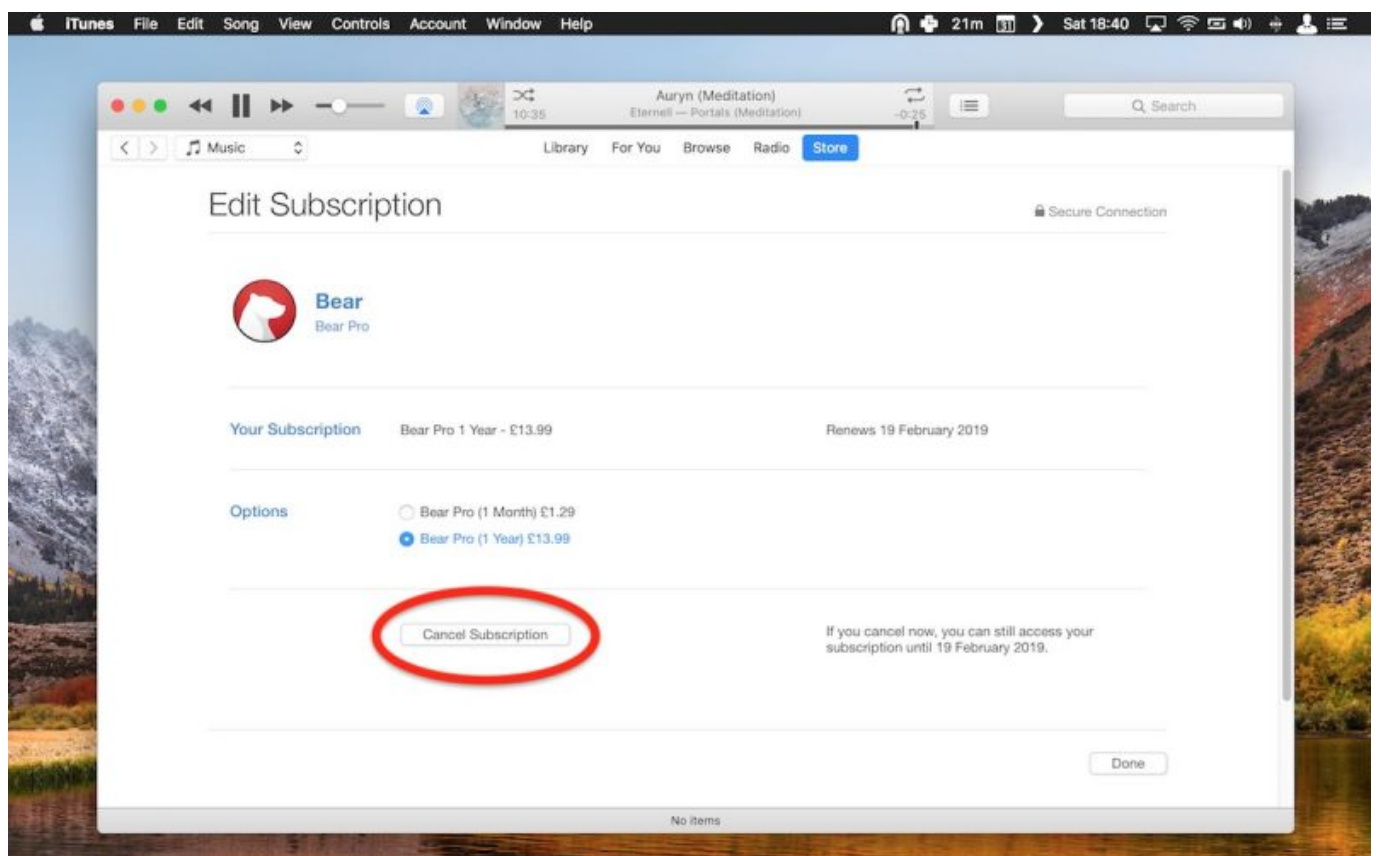 iTunes File Edit Song View Controls Account Window Help 21m 31 Sat 18:40
Auryn (Meditation)
10:35 Eternell — Portals (Meditation) -0:25
Search
Music Library For You Browse Radio Store
Edit Subscription
Secure Connection
Bear
Bear Pro
Your Subscription Bear Pro 1 Year - £13.99 Renews 19 February 2019
Options Bear Pro (1 Month) £1.29
Bear Pro (1 Year) £13.99
Cancel Subscription
If you cancel now, you can still access your
subscription until 19 February 2019.
Done
No items